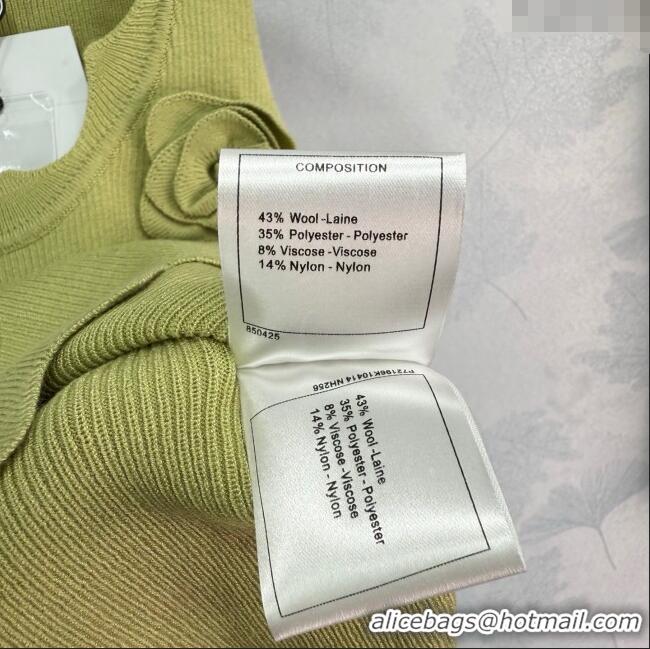 COMPOSITION
43% Wool -Laine
35% Polyester - Polyester
8% Viscose -Viscose
14% Nylon - Nylon
850425
P72196K10414 NH256
43% Wool -Laine
35% Polyester - Polyester
8% Viscose -Viscose
14% Nylon - Nylon
alicebags@hotmail.com